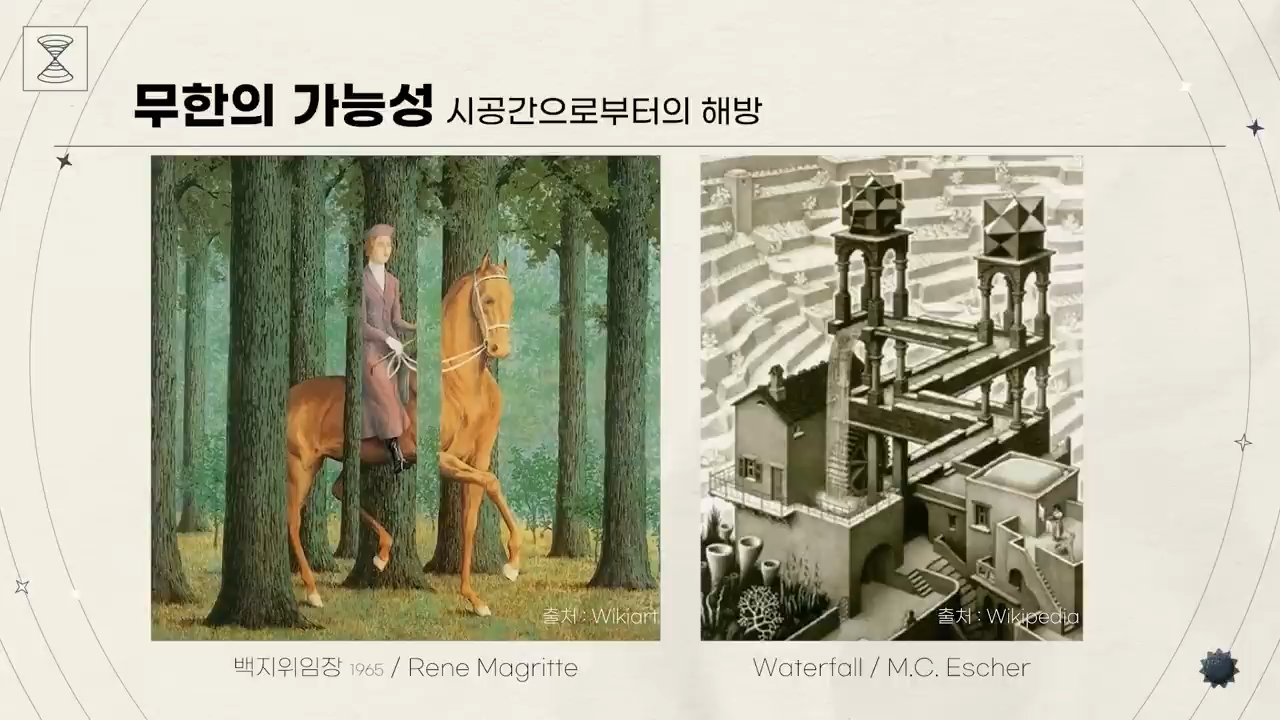 무한의 가능성 시공간으로부터의 해방
출처 : Wikiart
출처 : Wikipedia
백지위임장 1965 / Rene Magritte
Waterfall / M.C. Escher